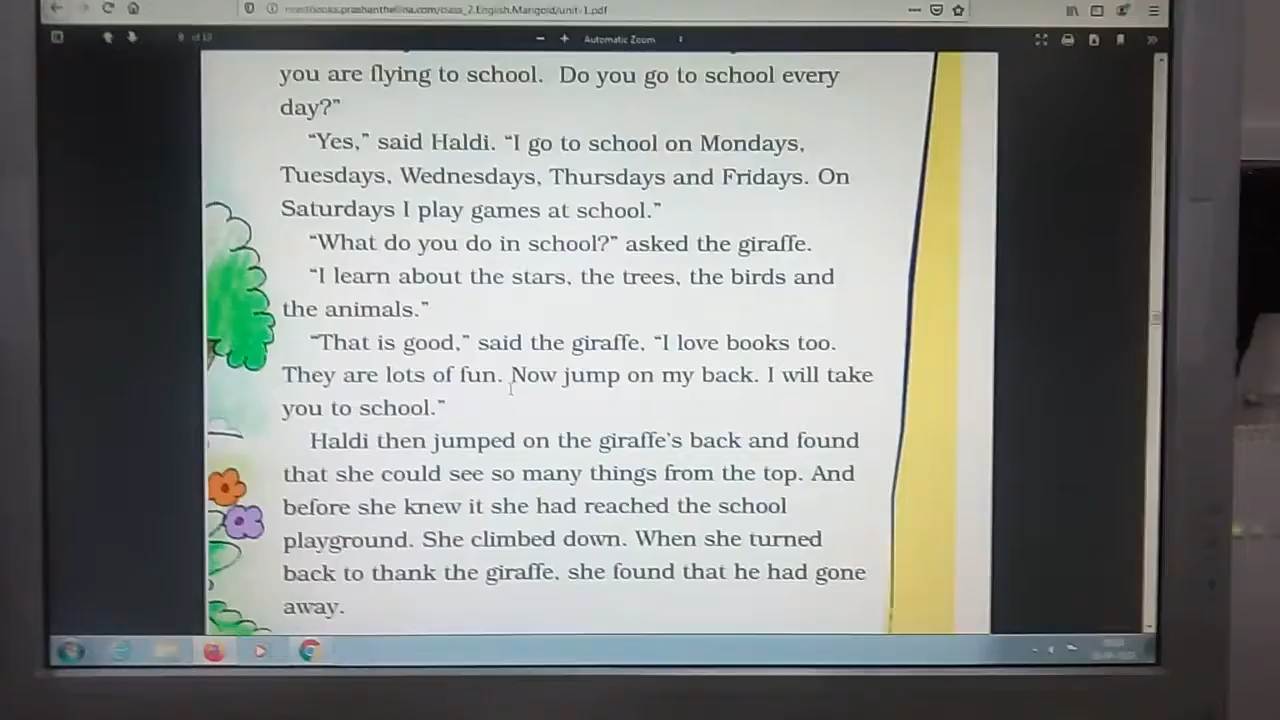 9 of 19
Automatic Zoom
you are flying to school. Do you go to school every
day?”
“Yes,” said Haldi. “I go to school on Mondays,
Tuesdays, Wednesdays, Thursdays and Fridays. On
Saturdays I play games at school.”
“What do you do in school?” asked the giraffe.
“I learn about the stars, the trees, the birds and
the animals.”
“That is good,” said the giraffe, “I love books too.
They are lots of fun. Now jump on my back. I will take
you to school.”
Haldi then jumped on the giraffe’s back and found
that she could see so many things from the top. And
before she knew it she had reached the school
playground. She climbed down. When she turned
back to thank the giraffe, she found that he had gone
away.